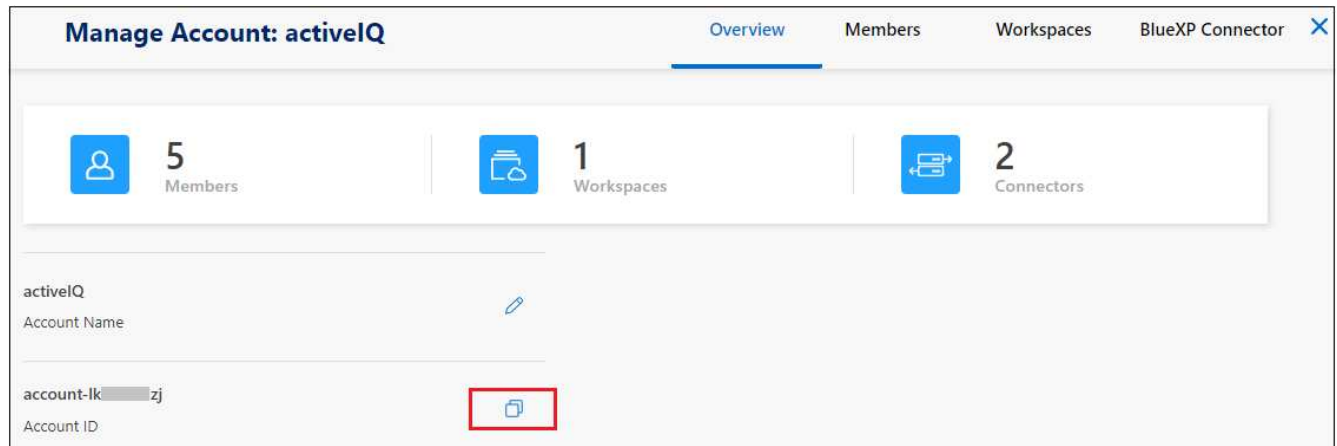 Manage Account: activeIQ
Overview
Members
Workspaces
BlueXP Connector
5
Members
1
Workspaces
2
Connectors
activeIQ
Account Name
account-lk zj
Account ID